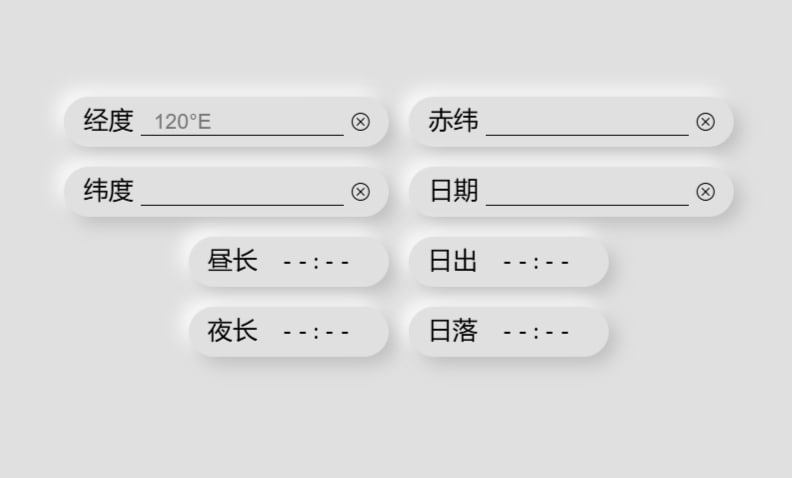 经度 120°E ⊗ 赤纬 ⊗
纬度 ⊗ 日期 ⊗
昼长 --:-- 日出 --:--
夜长 --:-- 日落 --:--